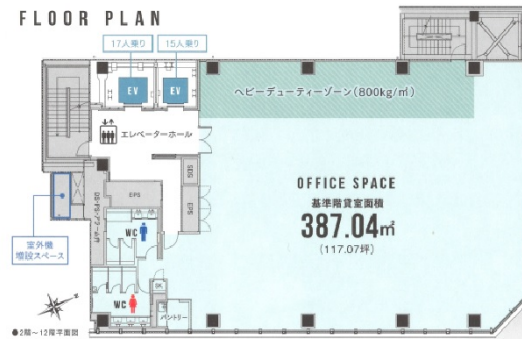 FLOOR PLAN
17人乗り
15人乗り
EV
EV
ヘビーデューティーゾーン(800kg/㎡)
エレベーターホール
OFFICE SPACE
基準階貸室面積
387.04㎡
(117.07坪)
EPS
EPS
WC
室外機
増設スペース
SK
WC
パントリー
●2階〜12階平面図